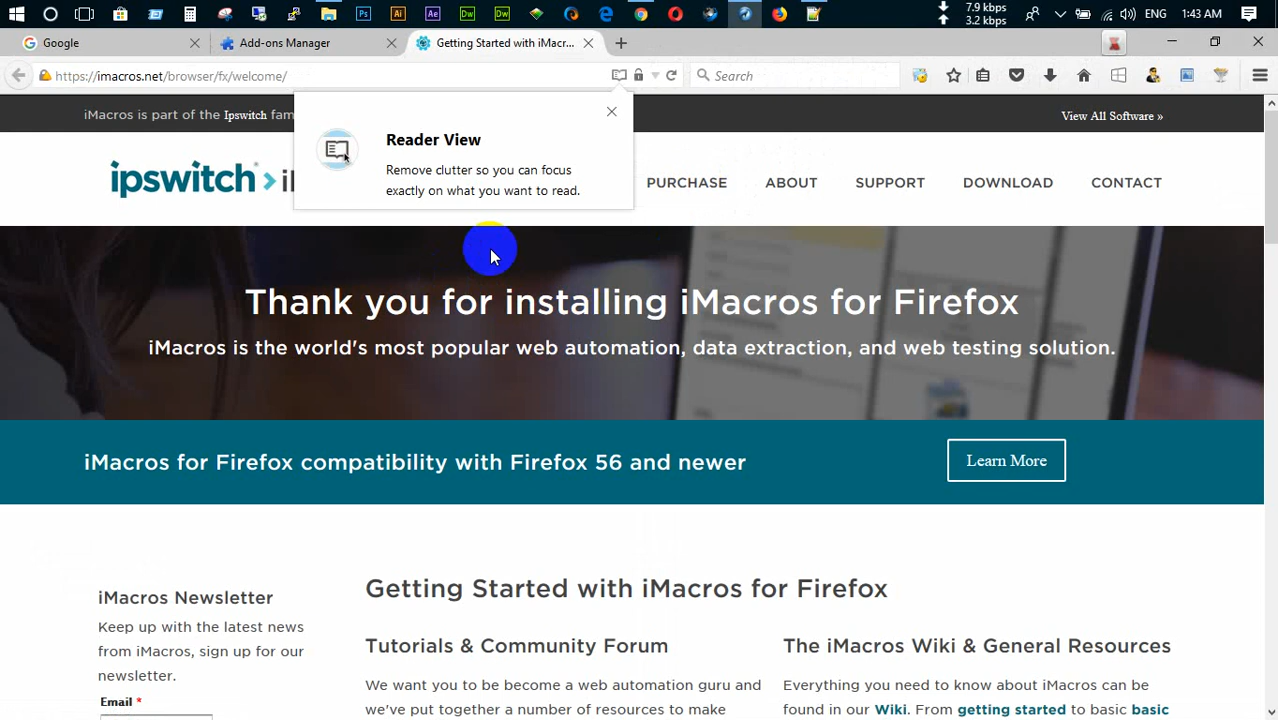 Ps
Ai
Ae
Dw
Dw
7.9 kbps
3.2 kbps
ENG
1:43 AM
Google
Add-ons Manager
Getting Started with iMacr...
https://imacros.net/browser/fx/welcome/
Search
iMacros is part of the Ipswitch fam
View All Software »
Reader View
Remove clutter so you can focus
exactly on what you want to read.
ipswitch
PURCHASE
ABOUT
SUPPORT
DOWNLOAD
CONTACT
Thank you for installing iMacros for Firefox
iMacros is the world's most popular web automation, data extraction, and web testing solution.
iMacros for Firefox compatibility with Firefox 56 and newer
Learn More
Getting Started with iMacros for Firefox
iMacros Newsletter
Keep up with the latest news
from iMacros, sign up for our
newsletter.
Email *
Tutorials & Community Forum
We want you to be become a web automation guru and
we've put together a number of resources to make
The iMacros Wiki & General Resources
Everything you need to know about iMacros can be
found in our Wiki. From getting started to basic basic